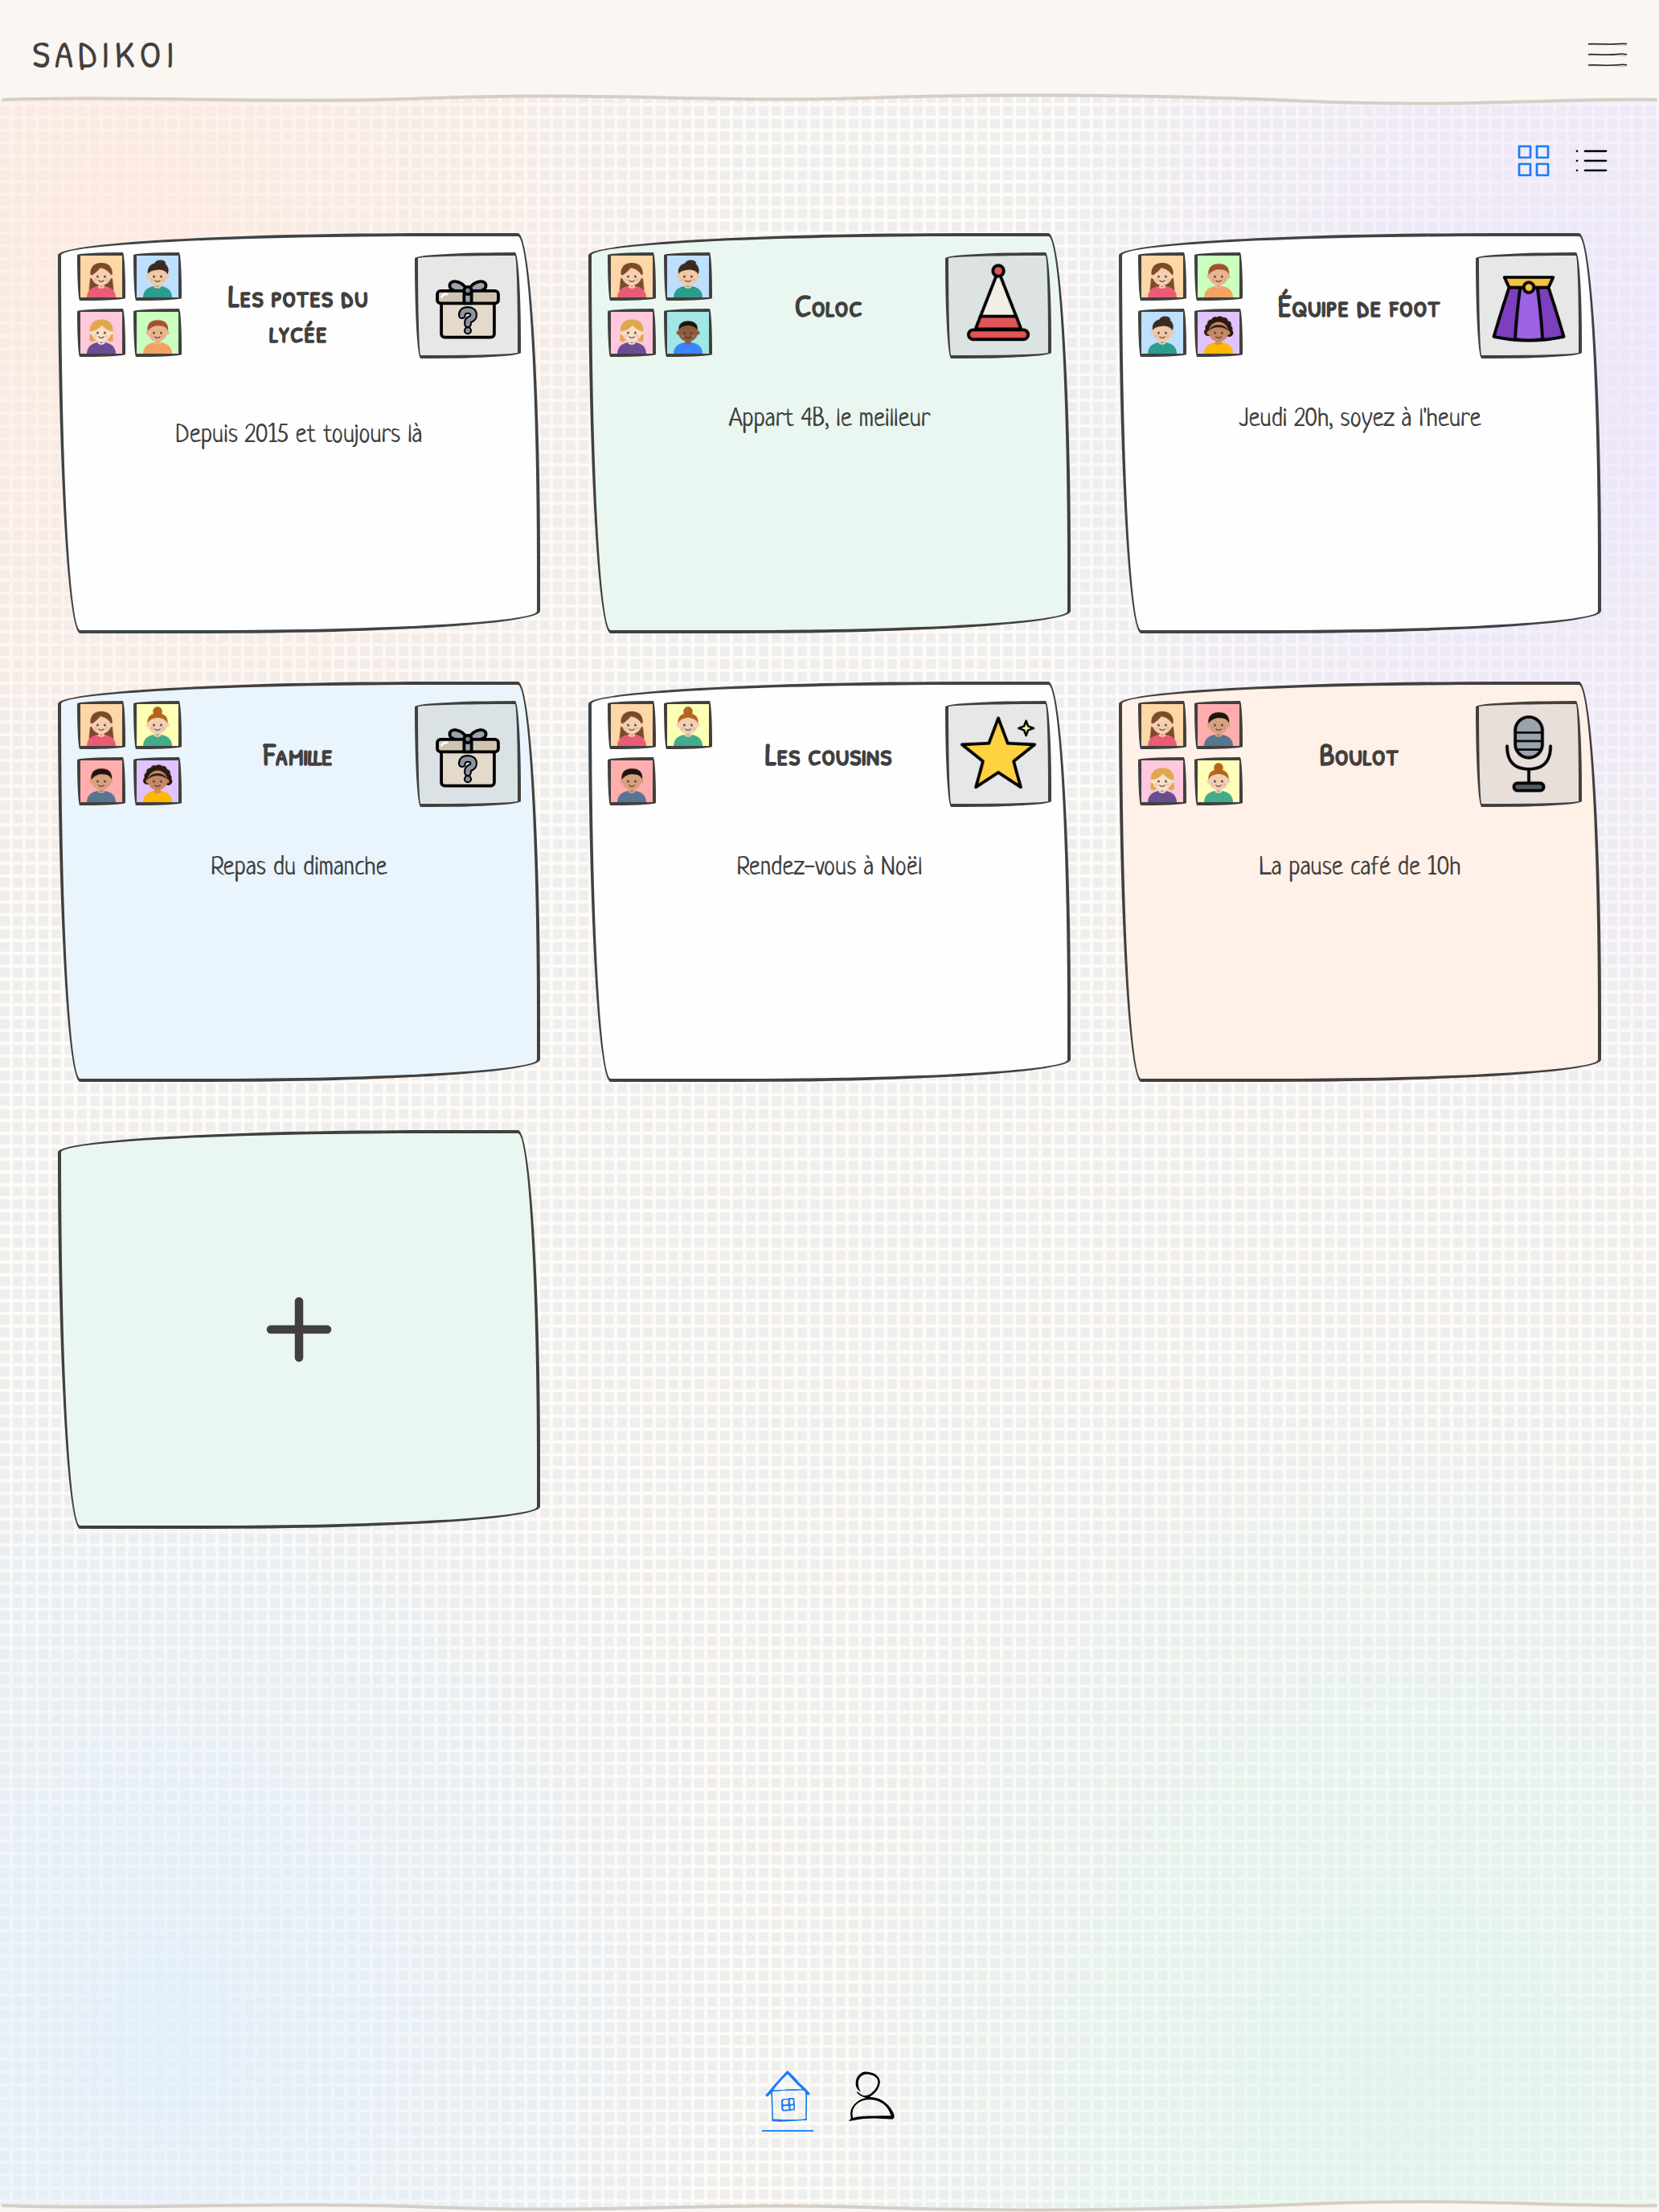 SADIKOI
Les potes du
lycée
Depuis 2015 et toujours là
Coloc
Appart 4B, le meilleur
Équipe de foot
Jeudi 20h, soyez à l'heure
Famille
Repas du dimanche
Les cousins
Rendez-vous à Noël
Boulot
La pause café de 10h